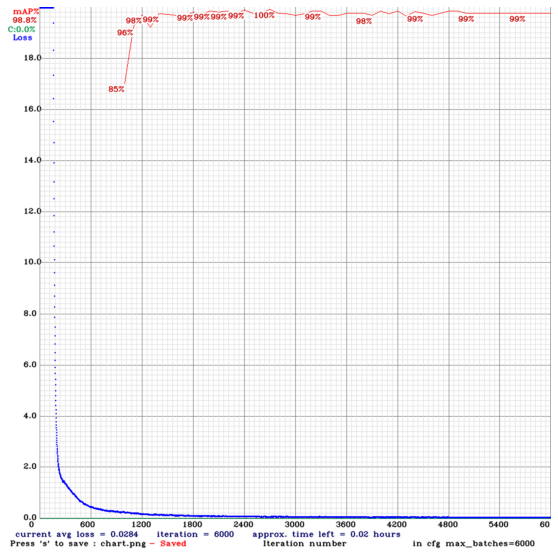 mAP%
98.8%
C:0.0%
Loss
98% 99% 99% 99% 99% 99% 100% 99% 98% 99% 99%
96%
85%
18.0
16.0
14.0
12.0
10.0
8.0
6.0
4.0
2.0
0.0
0 600 1200 1800 2400 3000 3600 4200 4800 5400 60
current avg loss = 0.0284 iteration = 6000 approx. time left = 0.02 hours
Press 's' to save : chart.png - Saved Iteration number in cfg max_batches=6000